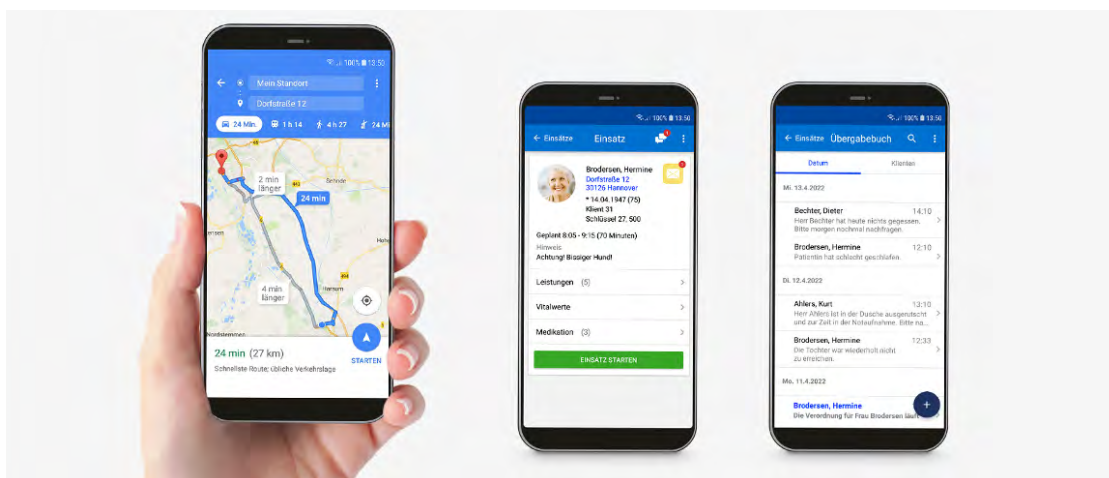 100% 13:50
Mein Standort
Dorfstraße 12
24 Min. 1 h 14 4 h 27 24 Mi
2 min
länger
24 min
4 min
länger
Harsum
Nordstemmen
24 min (27 km)
Schnellste Route; übliche Verkehrslage
STARTEN
100% 13:50
Einsätze Einsatz
Brodersen, Hermine
Dorfstraße 12
33126 Hannover
* 14.04.1947 (75)
Klient 31
Schlüssel 27, 500
Geplant 8:05 - 9:15 (70 Minuten)
Hinweis
Achtung! Bissiger Hund!
Leistungen (5)
Vitalwerte
Medikation (3)
EINSATZ STARTEN
100% 13:50
Einsätze Übergabebuch
Datum Klienten
Mi. 13.4.2022
Bechter, Dieter 14:10
Herr Bechter hat heute nichts gegessen.
Bitte morgen nochmal nachfragen.
Brodersen, Hermine 12:10
Patientin hat schlecht geschlafen.
Di. 12.4.2022
Ahlers, Kurt 13:10
Herr Ahlers ist in der Dusche ausgerutscht
und zur Zeit in der Notaufnahme. Bitte na...
Brodersen, Hermine 12:33
Die Tochter war wiederholt nicht
zu erreichen.
Mo. 11.4.2022
Brodersen, Hermine
Die Verordnung für Frau Brodersen läuft